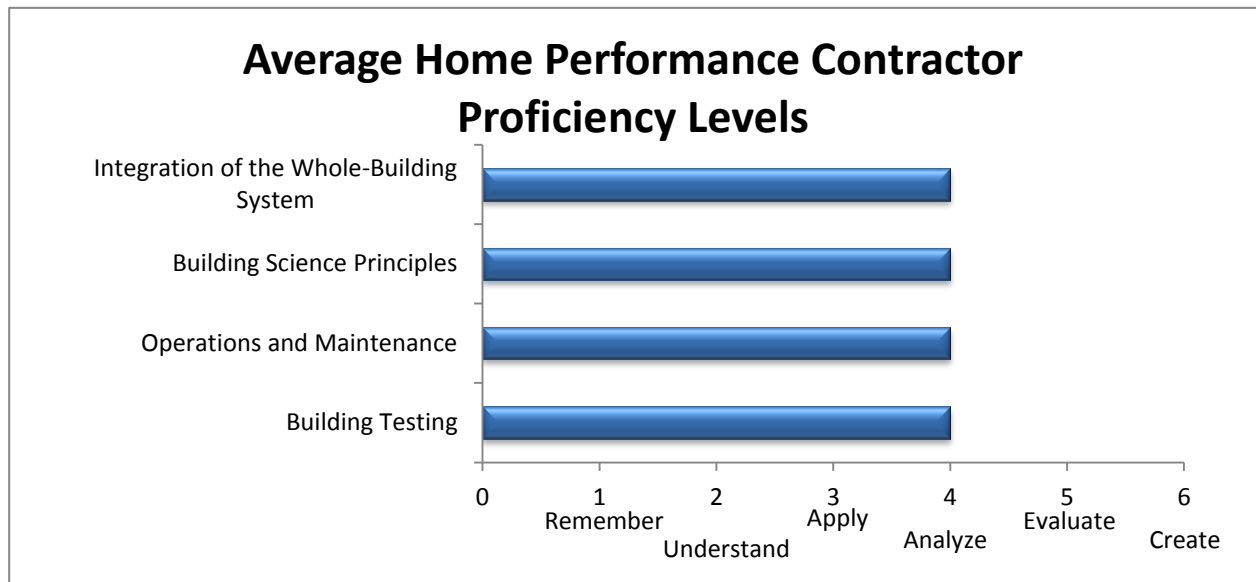 Average Home Performance Contractor
Proficiency Levels
Integration of the Whole-Building
System
Building Science Principles
Operations and Maintenance
Building Testing
0 1 2 3 4 5 6
Remember
Understand
Apply
Analyze
Evaluate
Create